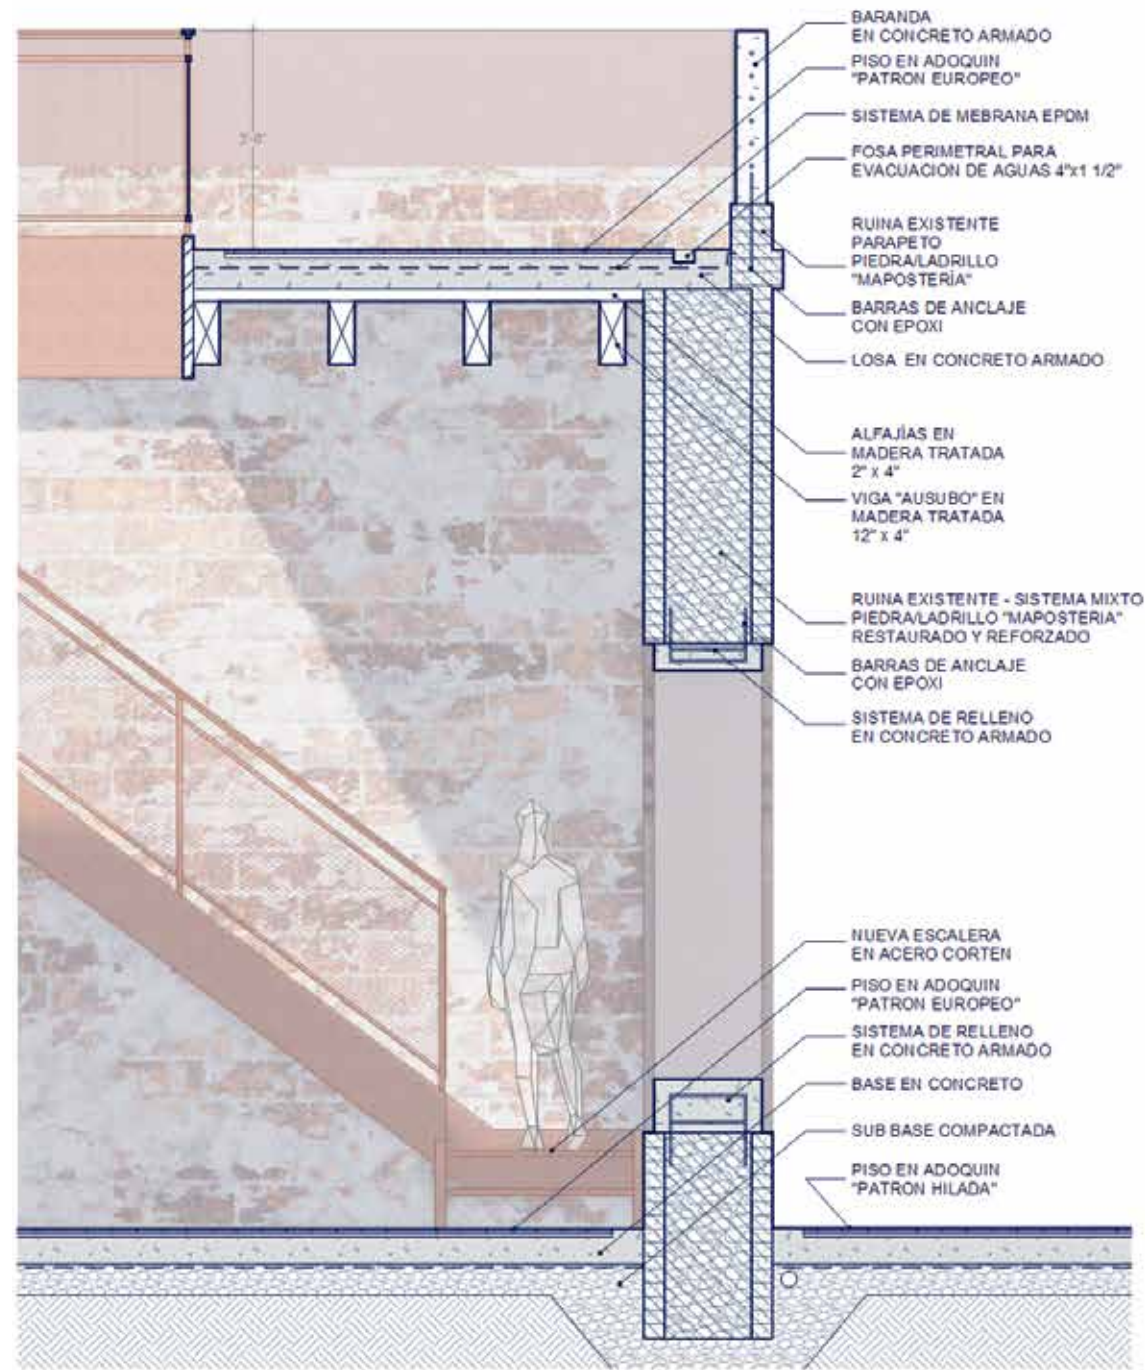 BARANDA
EN CONCRETO ARMADO
PISO EN ADOQUIN
"PATRON EUROPEO"
SISTEMA DE MEBRANA EPDM
FOSA PERIMETRAL PARA
EVACUACION DE AGUAS 4"x1 1/2"
3'-6"
RUINA EXISTENTE
PARAPETO
PIEDRA/LADRILLO
"MAPOSTERÍA"
BARRAS DE ANCLAJE
CON EPOXI
LOSA EN CONCRETO ARMADO
ALFAJÍAS EN
MADERA TRATADA
2" x 4"
VIGA "AUSUBO" EN
MADERA TRATADA
12" x 4"
RUINA EXISTENTE - SISTEMA MIXTO
PIEDRA/LADRILLO "MAPOSTERIA"
RESTAURADO Y REFORZADO
BARRAS DE ANCLAJE
CON EPOXI
SISTEMA DE RELLENO
EN CONCRETO ARMADO
NUEVA ESCALERA
EN ACERO CORTEN
PISO EN ADOQUIN
"PATRON EUROPEO"
SISTEMA DE RELLENO
EN CONCRETO ARMADO
BASE EN CONCRETO
SUB BASE COMPACTADA
PISO EN ADOQUIN
"PATRON HILADA"